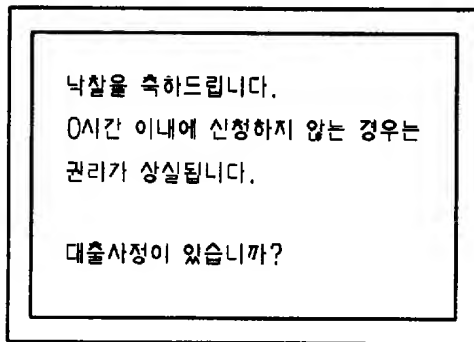 낙찰을 축하드립니다.
0시간 이내에 신청하지 않는 경우는
권리가 상실됩니다.
대출사정이 있습니까?